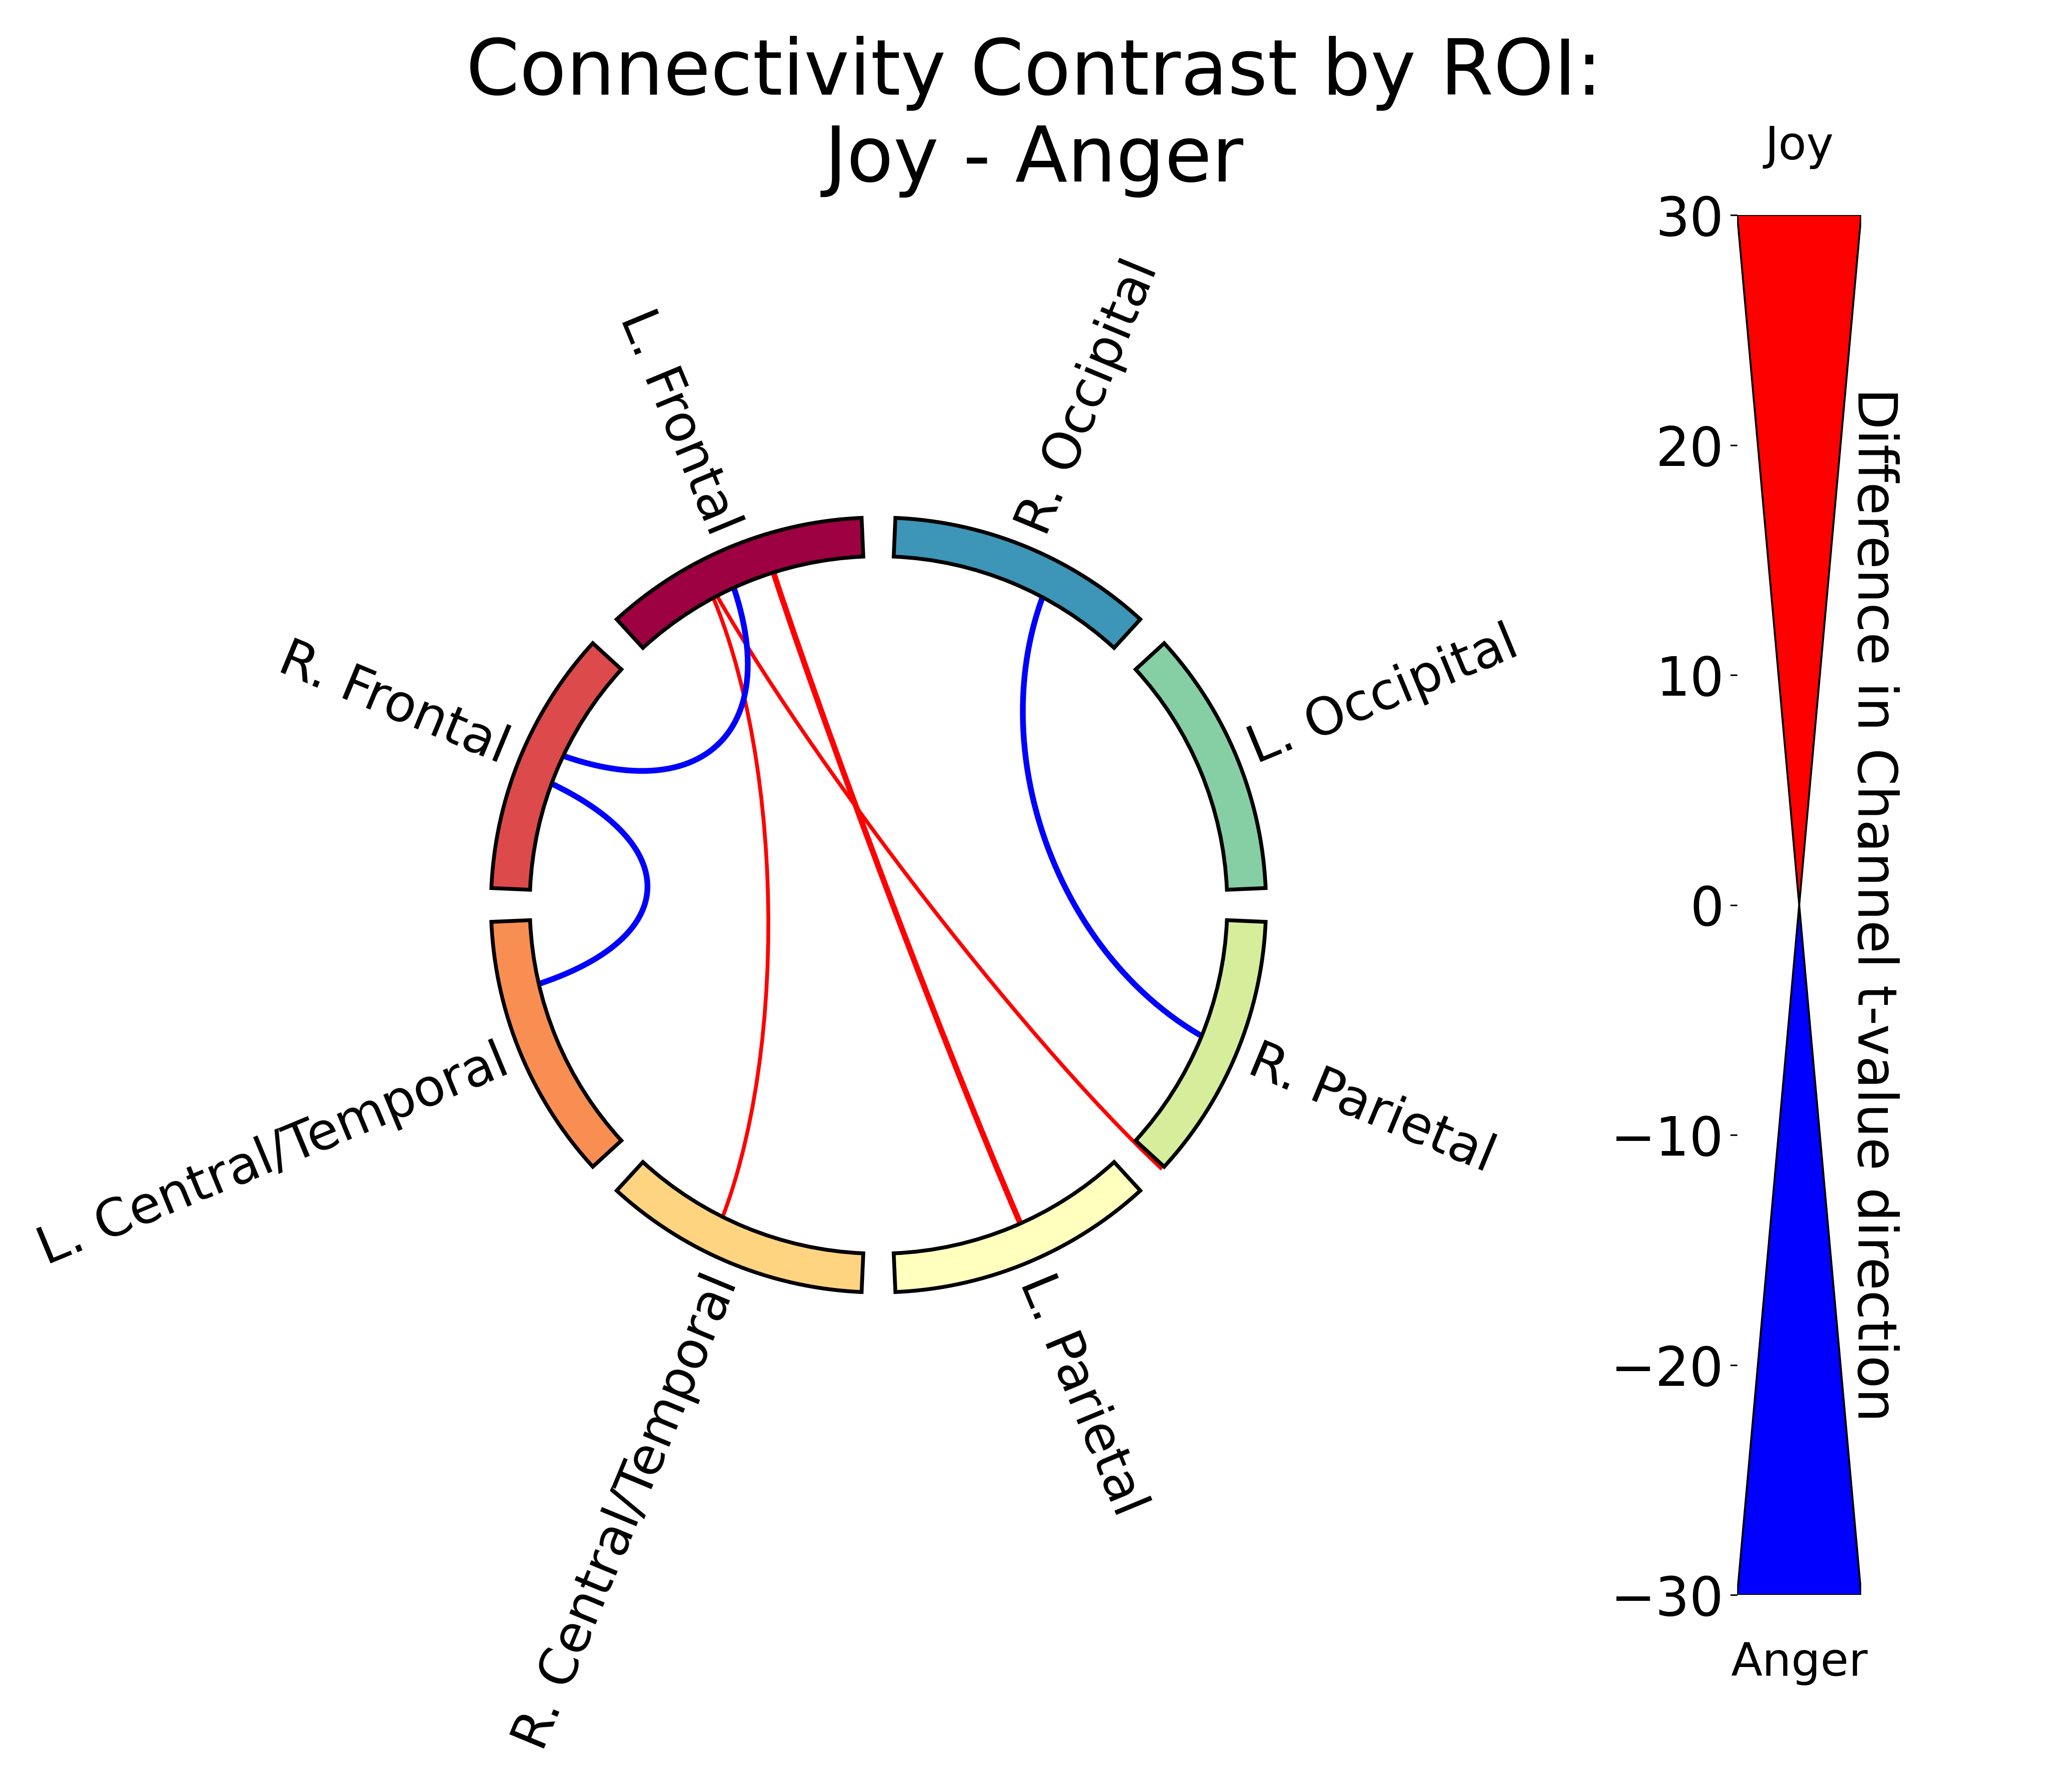 Connectivity Contrast by ROI:
Joy - Anger
Joy
30
20
10
0
−10
−20
−30
Anger
Difference in Channel t-value direction
L. Frontal
R. Occipital
R. Frontal
L. Occipital
L. Central/Temporal
R. Parietal
R. Central/Temporal
L. Parietal